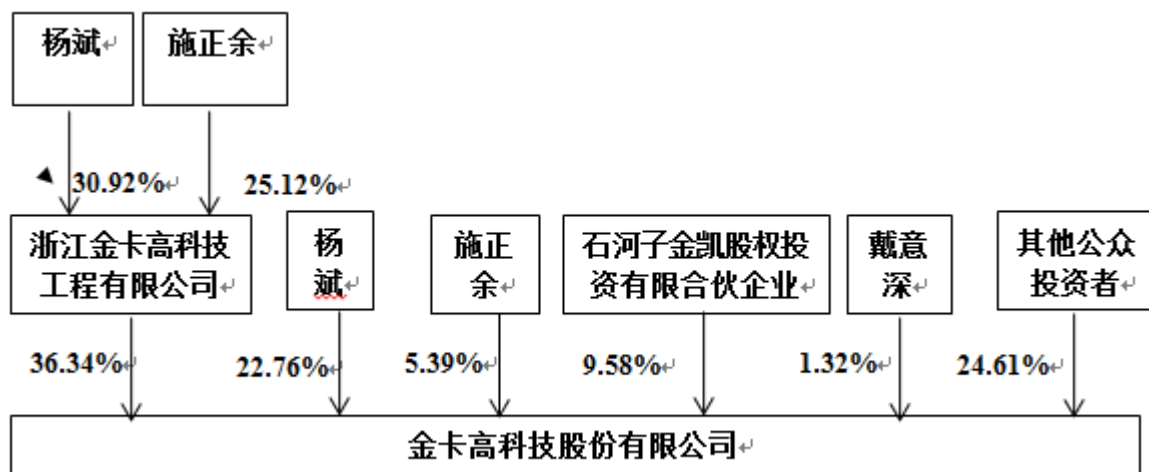 杨斌
施正余
30.92%
25.12%
浙江金卡高科技
工程有限公司
杨
斌
施正
余
石河子金凯股权投
资有限合伙企业
戴意
深
其他公众
投资者
36.34%
22.76%
5.39%
9.58%
1.32%
24.61%
金卡高科技股份有限公司